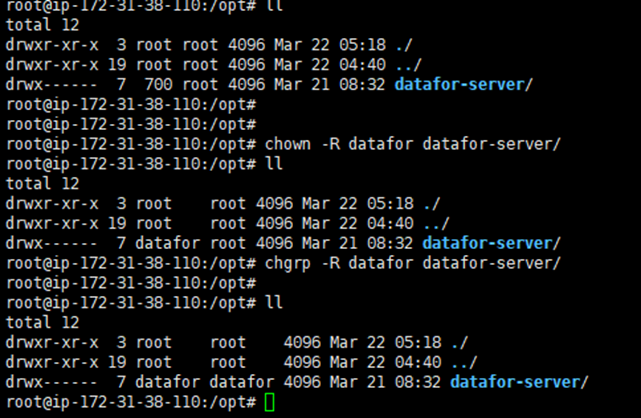 root@ip-172-31-38-110:/opt# ll
total 12
drwxr-xr-x  3 root root 4096 Mar 22 05:18 ./
drwxr-xr-x 19 root root 4096 Mar 22 04:40 ../
drwx------  7  700 root 4096 Mar 21 08:32 datafor-server/
root@ip-172-31-38-110:/opt#
root@ip-172-31-38-110:/opt#
root@ip-172-31-38-110:/opt# chown -R datafor datafor-server/
root@ip-172-31-38-110:/opt# ll
total 12
drwxr-xr-x  3 root    root 4096 Mar 22 05:18 ./
drwxr-xr-x 19 root    root 4096 Mar 22 04:40 ../
drwx------  7 datafor root 4096 Mar 21 08:32 datafor-server/
root@ip-172-31-38-110:/opt# chgrp -R datafor datafor-server/
root@ip-172-31-38-110:/opt#
root@ip-172-31-38-110:/opt# ll
total 12
drwxr-xr-x  3 root    root    4096 Mar 22 05:18 ./
drwxr-xr-x 19 root    root    4096 Mar 22 04:40 ../
drwx------  7 datafor datafor 4096 Mar 21 08:32 datafor-server/
root@ip-172-31-38-110:/opt#